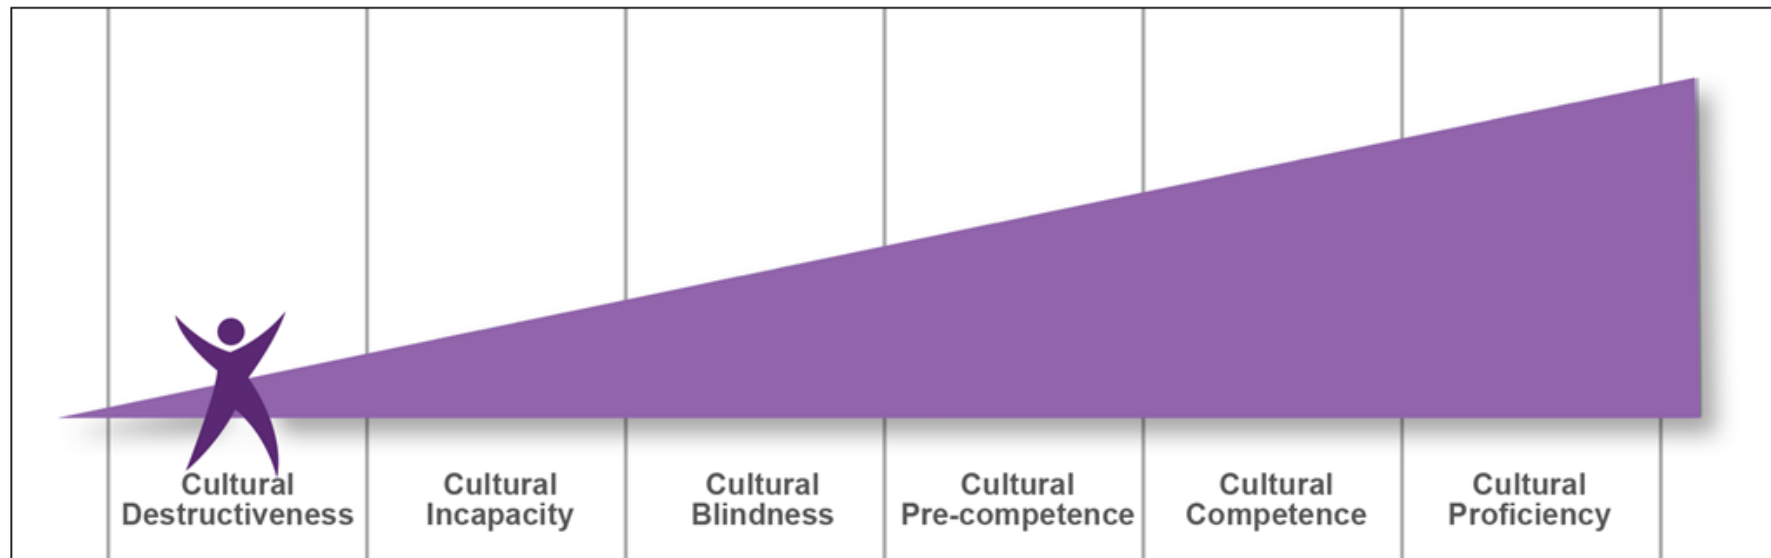 Cultural
Destructiveness
Cultural
Incapacity
Cultural
Blindness
Cultural
Pre-competence
Cultural
Competence
Cultural
Proficiency